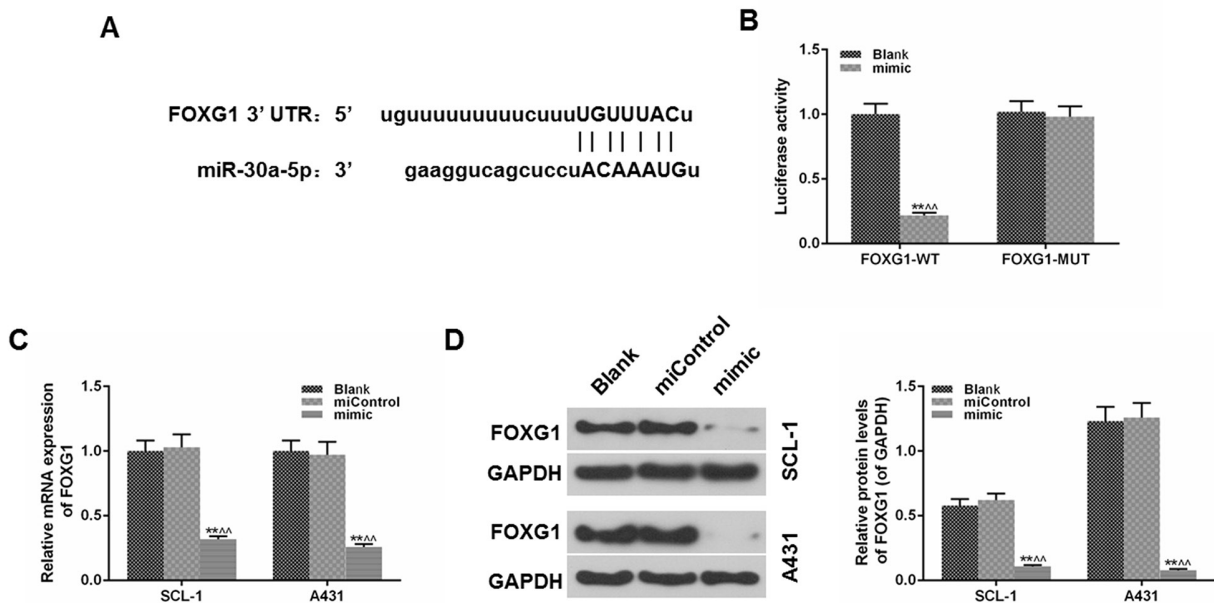 A
FOXG1 3’ UTR: 5’ uguuuuuuuuuucuuuUGUUUACu
miR-30a-5p: 3’ gaaggucagcuccuACAAAUGu
B
Luciferase activity
1.5
1.0
0.5
0.0
Blank
mimic
**^^
FOXG1-WT FOXG1-MUT
C
Relative mRNA expression
of FOXG1
1.5
1.0
0.5
0.0
Blank
miControl
mimic
**^^ **^^
SCL-1 A431
D
Blank miControl mimic
FOXG1
GAPDH
SCL-1
FOXG1
GAPDH
A431
Relative protein levels
of FOXG1 (of GAPDH)
1.5
1.0
0.5
0.0
Blank
miControl
mimic
**^^ **^^
SCL-1 A431